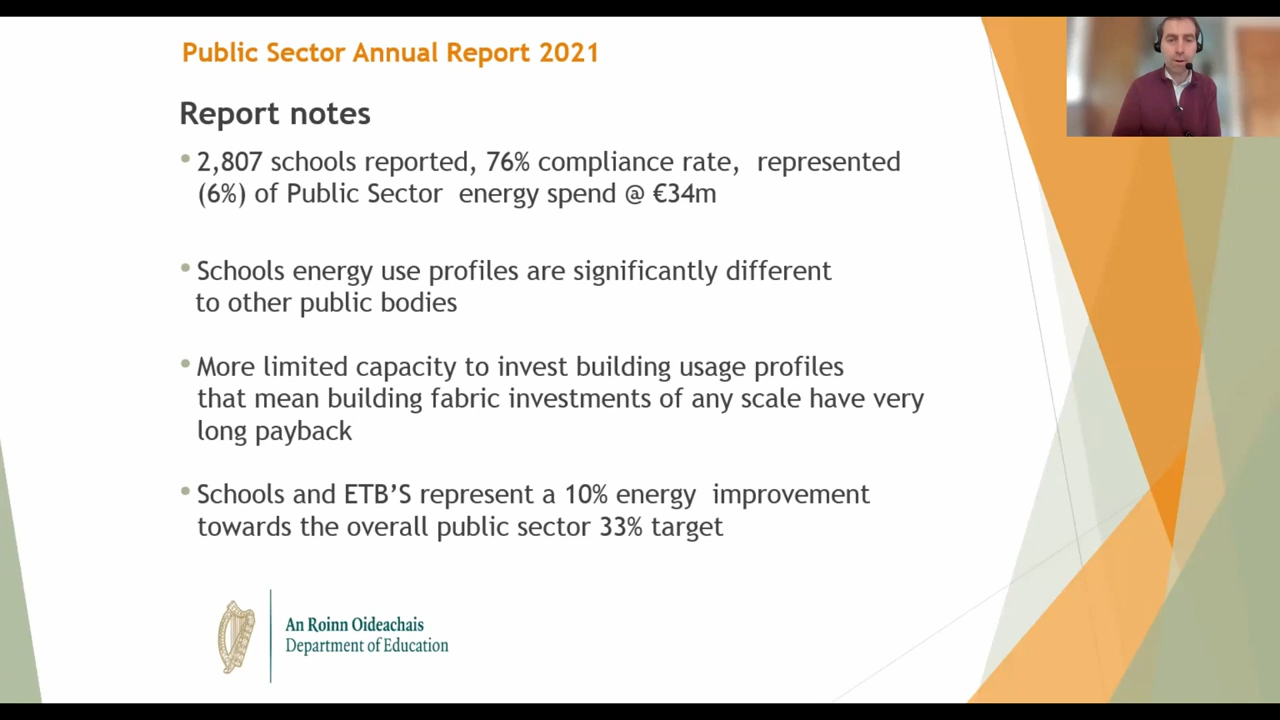 Public Sector Annual Report 2021
Report notes
• 2,807 schools reported, 76% compliance rate, represented
(6%) of Public Sector energy spend @ €34m
• Schools energy use profiles are significantly different
to other public bodies
• More limited capacity to invest building usage profiles
that mean building fabric investments of any scale have very
long payback
• Schools and ETB'S represent a 10% energy improvement
towards the overall public sector 33% target
An Roinn Oideachais
Department of Education